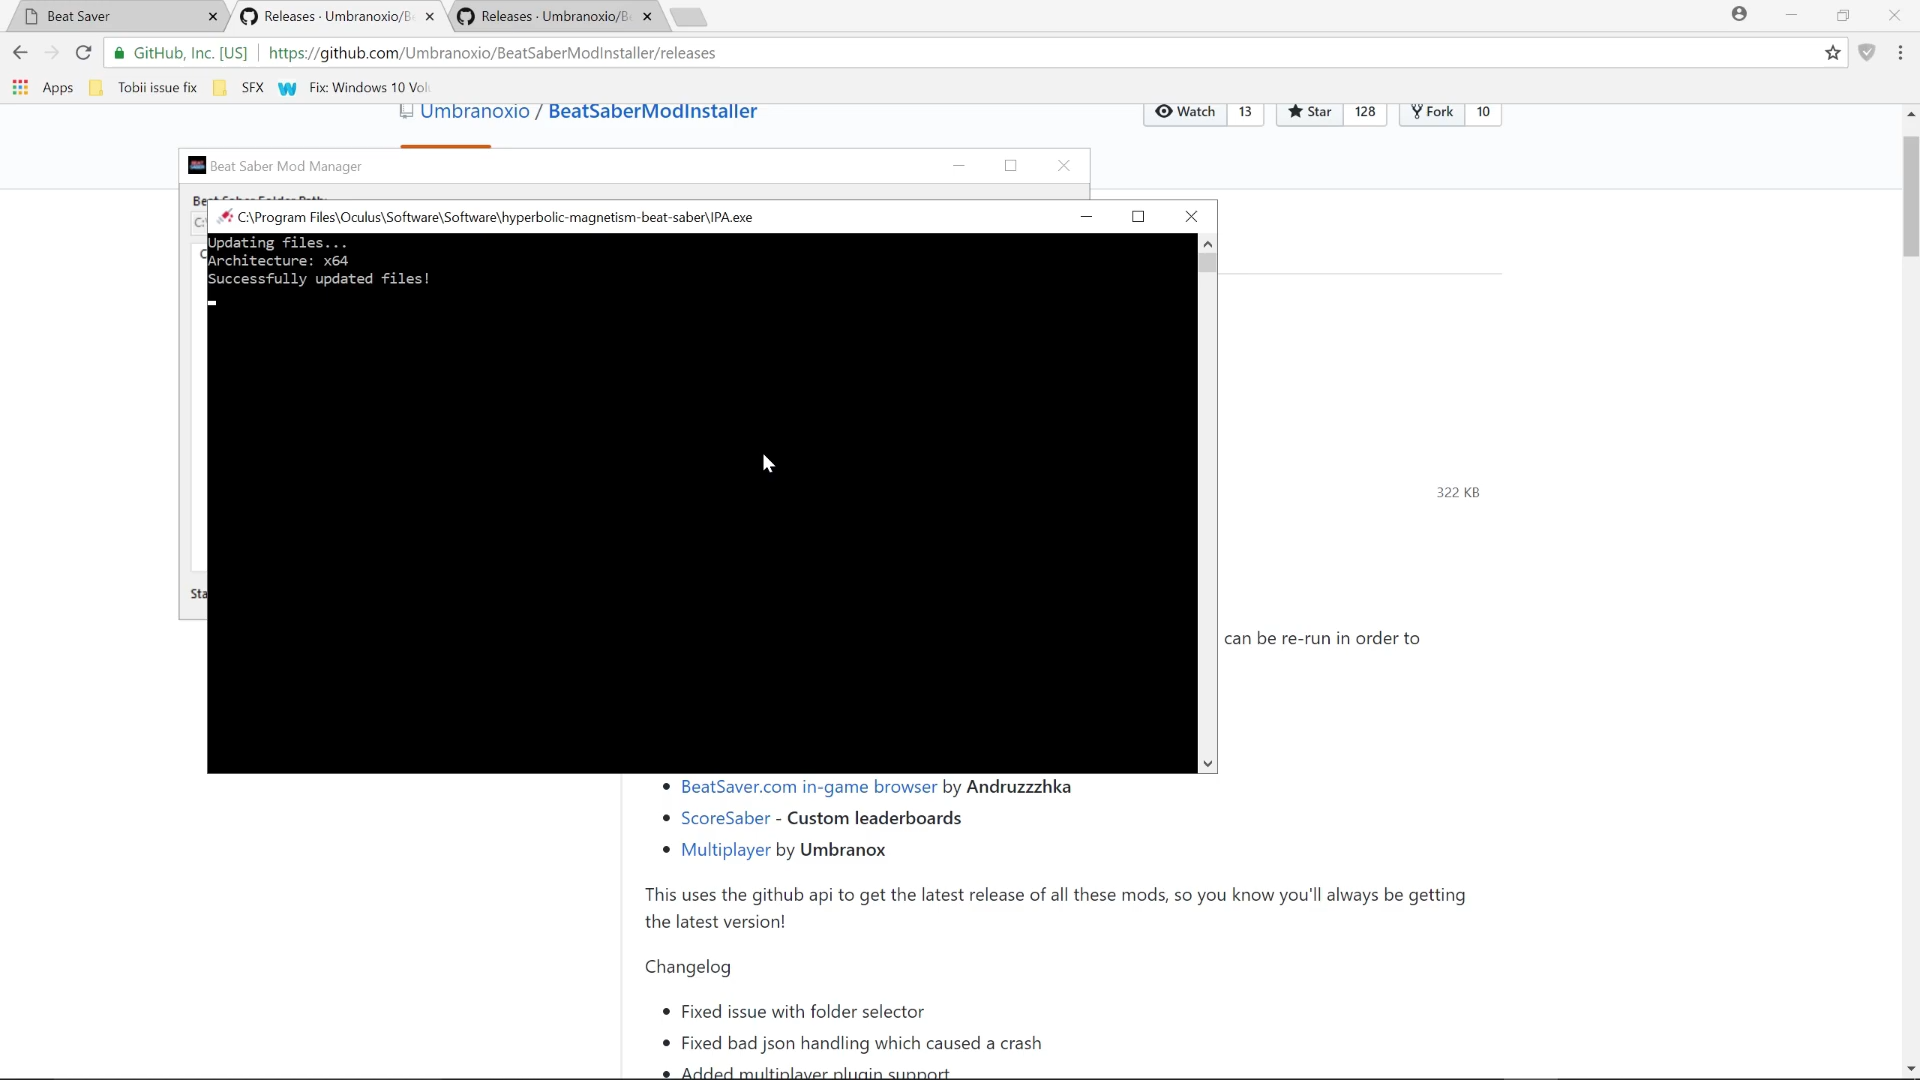 Beat Saver
Releases · Umbranoxio/B
Releases · Umbranoxio/B
GitHub, Inc. [US]
https://github.com/Umbranoxio/BeatSaberModInstaller/releases
Apps
Tobii issue fix
SFX
Fix: Windows 10 Vol
Umbranoxio / BeatSaberModInstaller
Watch 13
Star 128
Fork 10
Beat Saber Mod Manager
Beat Saber Folder Path:
C:\Program Files\Oculus\Software\Software\hyperbolic-magnetism-beat-saber\IPA.exe
Updating files...
Architecture: x64
Successfully updated files!
322 KB
Sta
can be re-run in order to
BeatSaver.com in-game browser by Andruzzzhka
ScoreSaber - Custom leaderboards
Multiplayer by Umbranox
This uses the github api to get the latest release of all these mods, so you know you'll always be getting
the latest version!
Changelog
Fixed issue with folder selector
Fixed bad json handling which caused a crash
Added multiplayer plugin support